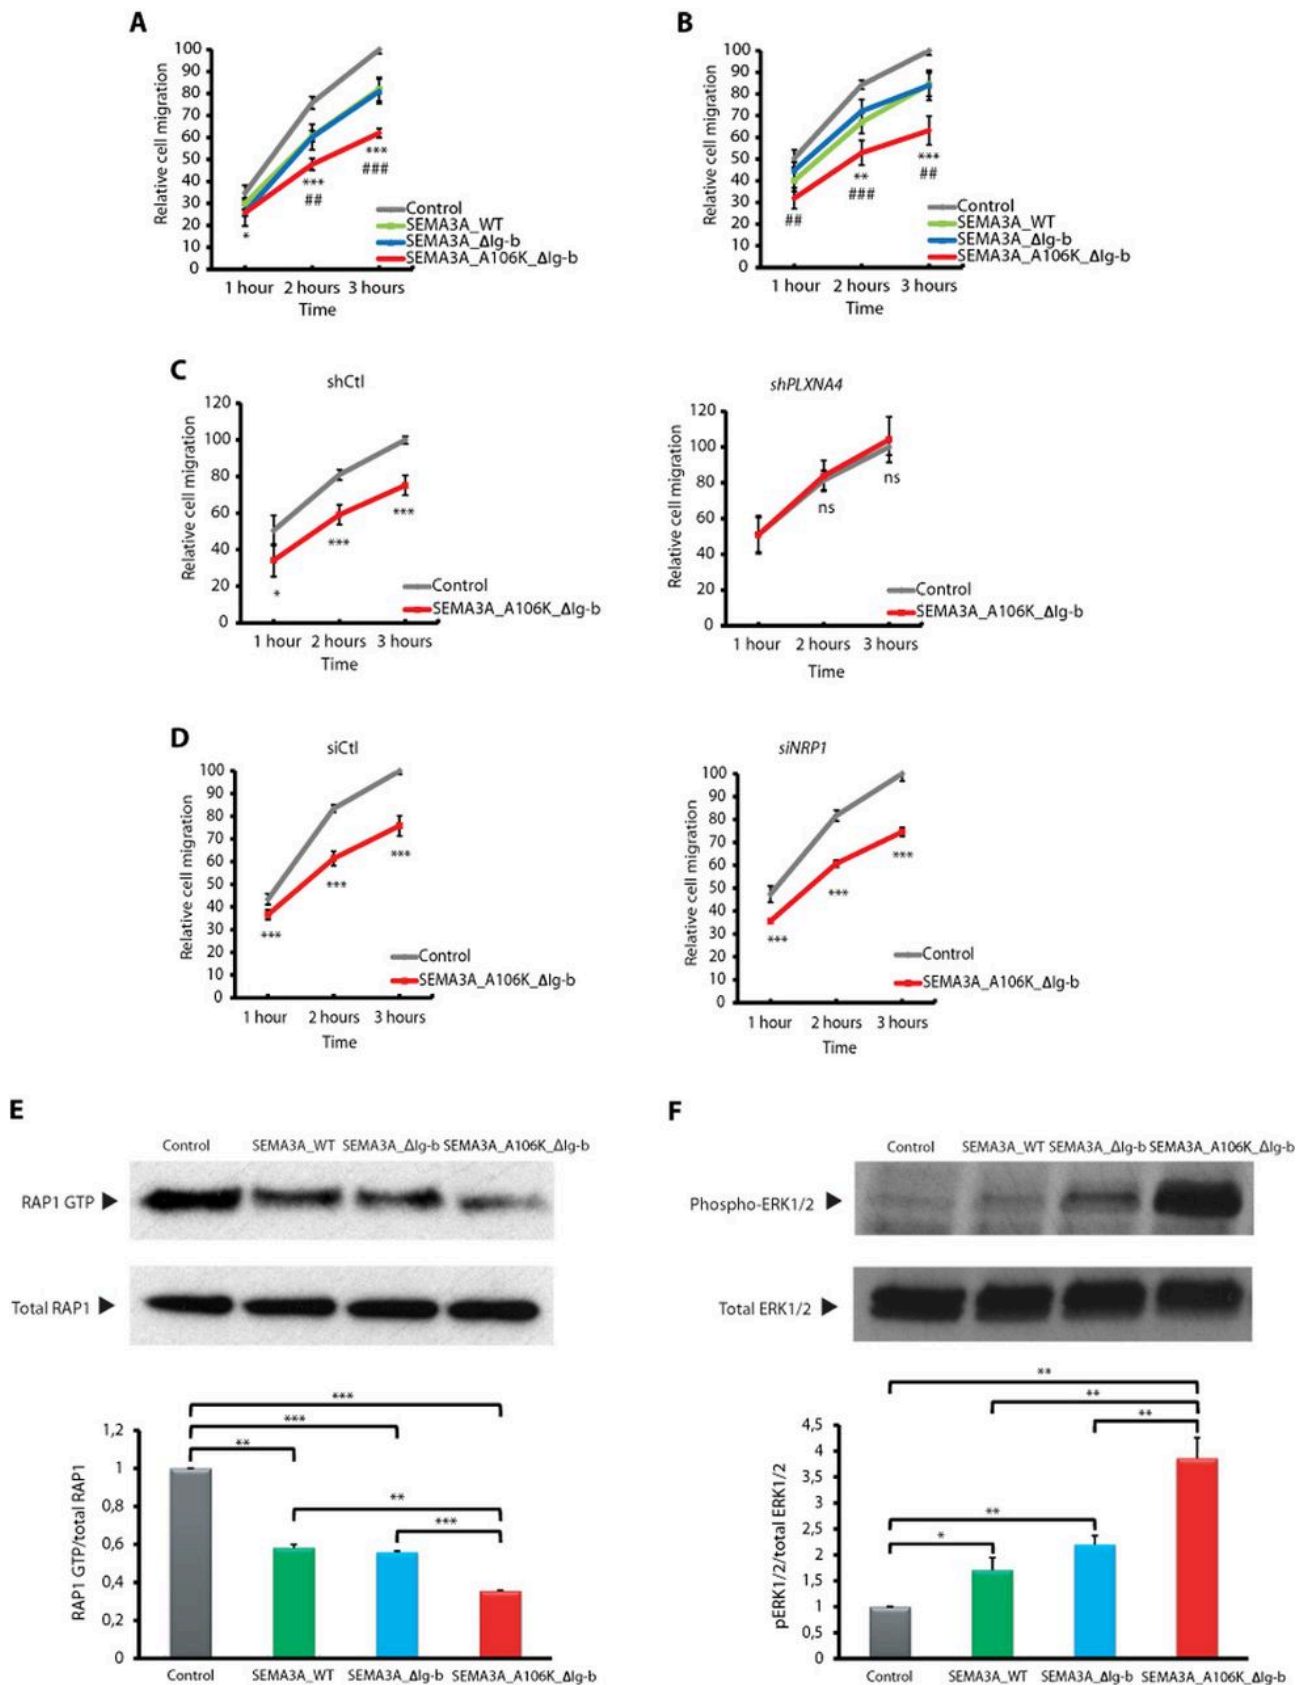 A
Relative cell migration
100
90
80
70
60
50
40
30
20
10
0
*
***
##
***
###
Control
SEMA3A_WT
SEMA3A_ΔIg-b
SEMA3A_A106K_ΔIg-b
1 hour 2 hours 3 hours
Time
B
Relative cell migration
100
90
80
70
60
50
40
30
20
10
0
##
**
###
***
##
Control
SEMA3A_WT
SEMA3A_ΔIg-b
SEMA3A_A106K_ΔIg-b
1 hour 2 hours 3 hours
Time
C
shCtl
Relative cell migration
120
100
80
60
40
20
0
*
***
***
Control
SEMA3A_A106K_ΔIg-b
1 hour 2 hours 3 hours
Time
shPLXNA4
Relative cell migration
120
100
80
60
40
20
0
ns
ns
Control
SEMA3A_A106K_ΔIg-b
1 hour 2 hours 3 hours
Time
D
siCtl
Relative cell migration
100
90
80
70
60
50
40
30
20
10
0
***
***
***
Control
SEMA3A_A106K_ΔIg-b
1 hour 2 hours 3 hours
Time
siNRP1
Relative cell migration
100
90
80
70
60
50
40
30
20
10
0
***
***
***
Control
SEMA3A_A106K_ΔIg-b
1 hour 2 hours 3 hours
Time
E
Control SEMA3A_WT SEMA3A_ΔIg-b SEMA3A_A106K_ΔIg-b
RAP1 GTP
Total RAP1
***
***
**
**
***
RAP1 GTP/total RAP1
1,2
1
0,8
0,6
0,4
0,2
0
Control SEMA3A_WT SEMA3A_ΔIg-b SEMA3A_A106K_ΔIg-b
F
Control SEMA3A_WT SEMA3A_ΔIg-b SEMA3A_A106K_ΔIg-b
Phospho-ERK1/2
Total ERK1/2
**
**
**
**
*
pERK1/2/total ERK1/2
4,5
4
3,5
3
2,5
2
1,5
1
0,5
0
Control SEMA3A_WT SEMA3A_ΔIg-b SEMA3A_A106K_ΔIg-b